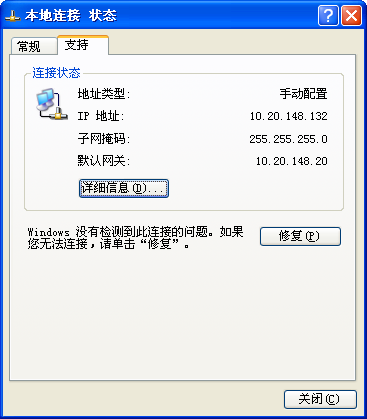 本地连接 状态
常规
支持
连接状态
地址类型: 手动配置
IP 地址: 10.20.148.132
子网掩码: 255.255.255.0
默认网关: 10.20.148.20
详细信息(D)...
Windows 没有检测到此连接的问题。如果
您无法连接，请单击“修复”。
修复(P)
关闭(C)